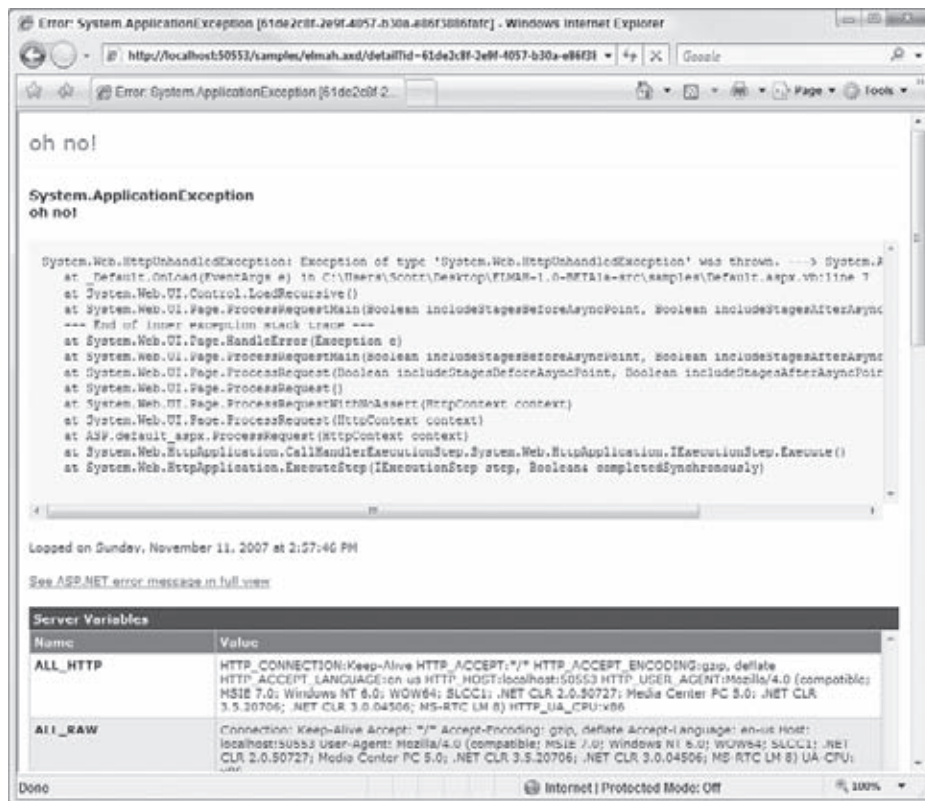 Error: System.ApplicationException [61de2c8f-2e9f-4057-b30a-e86f3886fafc] - Windows Internet Explorer
http://localhost:50553/samples/elmah.axd/detail?id=61de2c8f-2e9f-4057-b30a-e86f38
Google
Error: System.ApplicationException [61de2c8f-2...
Page
Tools
oh no!
System.ApplicationException
oh no!
System.Web.HttpUnhandledException: Exception of type 'System.Web.HttpUnhandledException' was thrown. ---> System.A
at _Default.OnLoad(EventArgs e) in C:\Users\Scott\Desktop\ELMAH-1.0-BETA1a-src\samples\Default.aspx.vb:line 7
at System.Web.UI.Control.LoadRecursive()
at System.Web.UI.Page.ProcessRequestMain(Boolean includeStagesBeforeAsyncPoint, Boolean includeStagesAfterAsync
--- End of inner exception stack trace ---
at System.Web.UI.Page.HandleError(Exception e)
at System.Web.UI.Page.ProcessRequestMain(Boolean includeStagesBeforeAsyncPoint, Boolean includeStagesAfterAsync
at System.Web.UI.Page.ProcessRequest(Boolean includeStagesBeforeAsyncPoint, Boolean includeStagesAfterAsyncPoin
at System.Web.UI.Page.ProcessRequest()
at System.Web.UI.Page.ProcessRequestWithNoAssert(HttpContext context)
at System.Web.UI.Page.ProcessRequest(HttpContext context)
at ASP.default_aspx.ProcessRequest(HttpContext context)
at System.Web.HttpApplication.CallHandlerExecutionStep.System.Web.HttpApplication.IExecutionStep.Execute()
at System.Web.HttpApplication.ExecuteStep(IExecutionStep step, Boolean& completedSynchronously)
Logged on Sunday, November 11, 2007 at 2:57:46 PM
See ASP.NET error message in full view
Server Variables
Name Value
ALL_HTTP HTTP_CONNECTION:Keep-Alive HTTP_ACCEPT:*/* HTTP_ACCEPT_ENCODING:gzip, deflate
HTTP_ACCEPT_LANGUAGE:en-us HTTP_HOST:localhost:50553 HTTP_USER_AGENT:Mozilla/4.0 (compatible;
MSIE 7.0; Windows NT 6.0; WOW64; SLCC1; .NET CLR 2.0.50727; Media Center PC 5.0; .NET CLR
3.5.20706; .NET CLR 3.0.04506; MS-RTC LM 8) HTTP_UA_CPU:x86
ALL_RAW Connection: Keep-Alive Accept: */* Accept-Encoding: gzip, deflate Accept-Language: en-us Host:
localhost:50553 User-Agent: Mozilla/4.0 (compatible; MSIE 7.0; Windows NT 6.0; WOW64; SLCC1; .NET
CLR 2.0.50727; Media Center PC 5.0; .NET CLR 3.5.20706; .NET CLR 3.0.04506; MS-RTC LM 8) UA-CPU:
x86
Done
Internet | Protected Mode: Off
100%